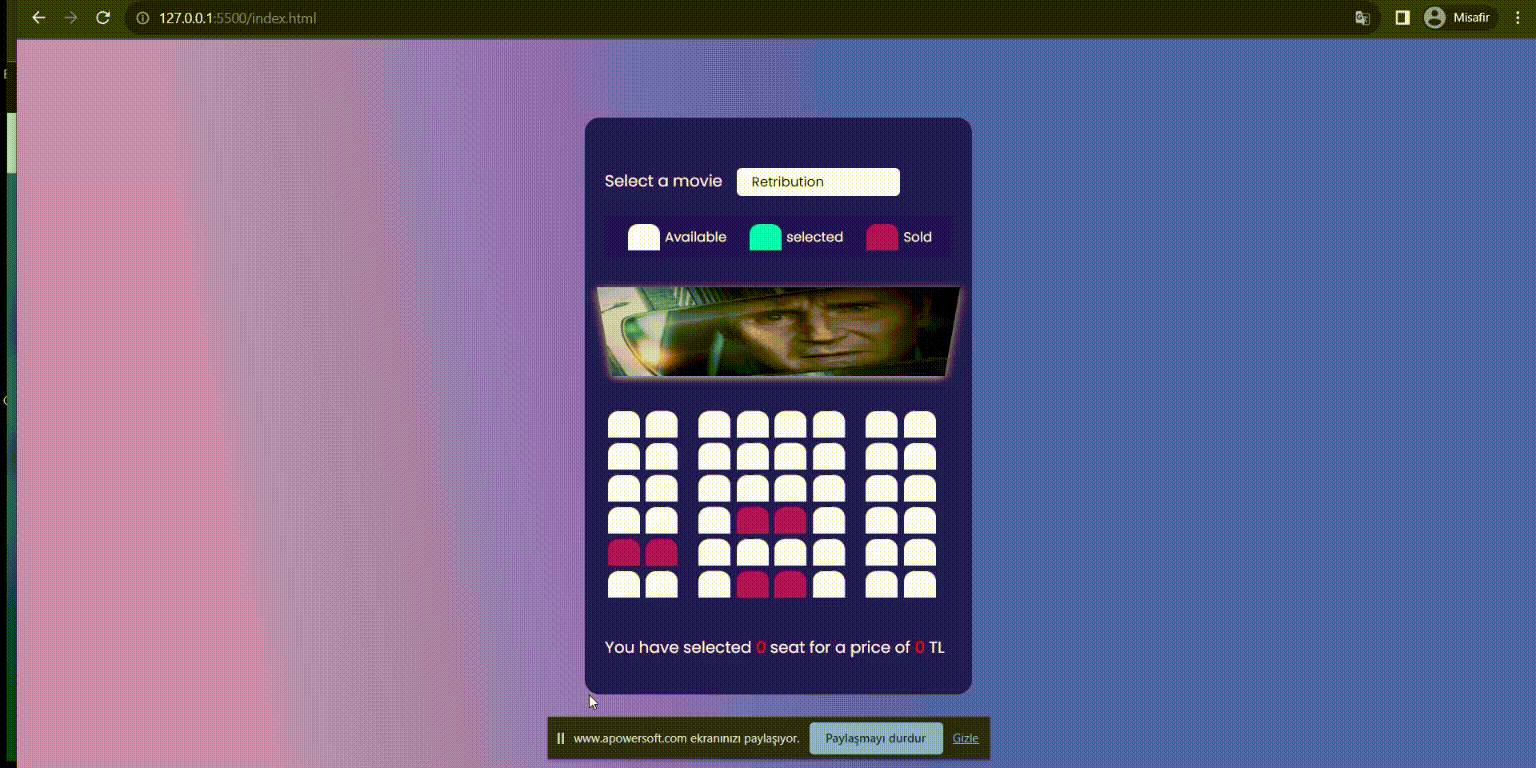 127.0.0.1:5500/index.html
Misafir
Select a movie Retribution
Available selected Sold
You have selected 0 seat for a price of 0 TL
www.apowersoft.com ekranınızı paylaşıyor. Paylaşmayı durdur Gizle